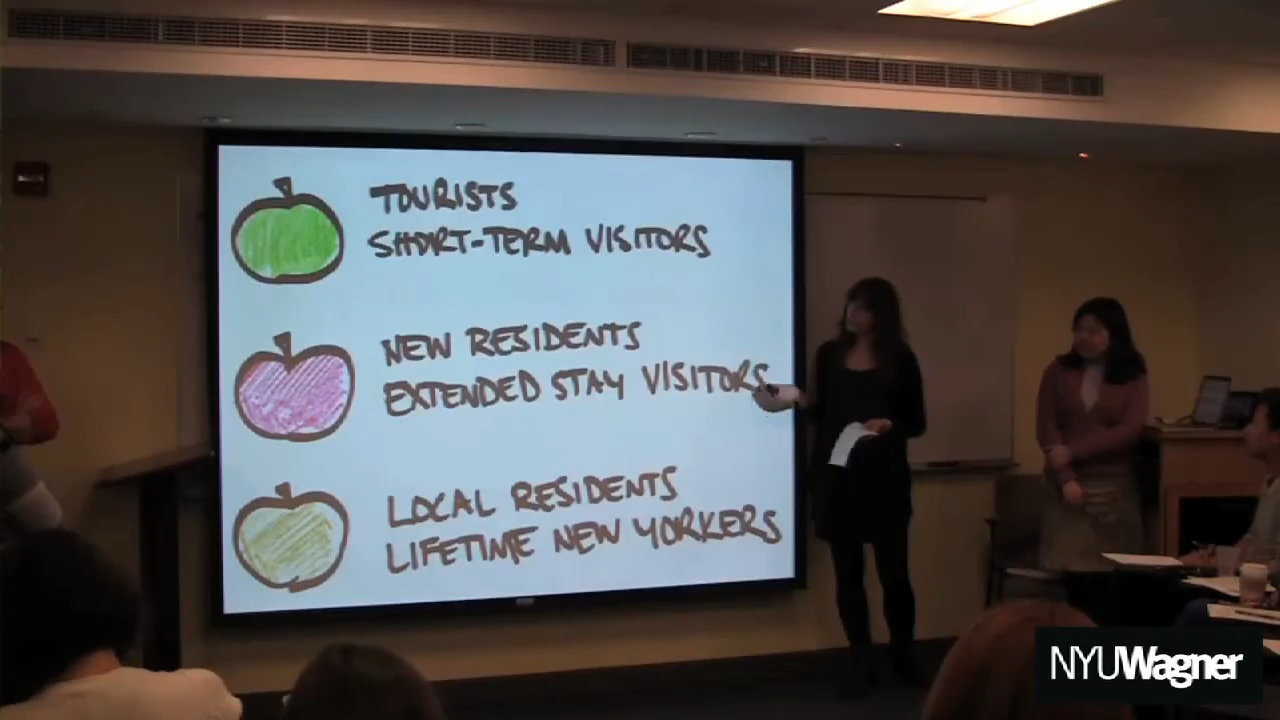 TOURISTS
SHORT-TERM VISITORS
NEW RESIDENTS
EXTENDED STAY VISITORS
LOCAL RESIDENTS
LIFETIME NEW YORKERS
NYUWagner